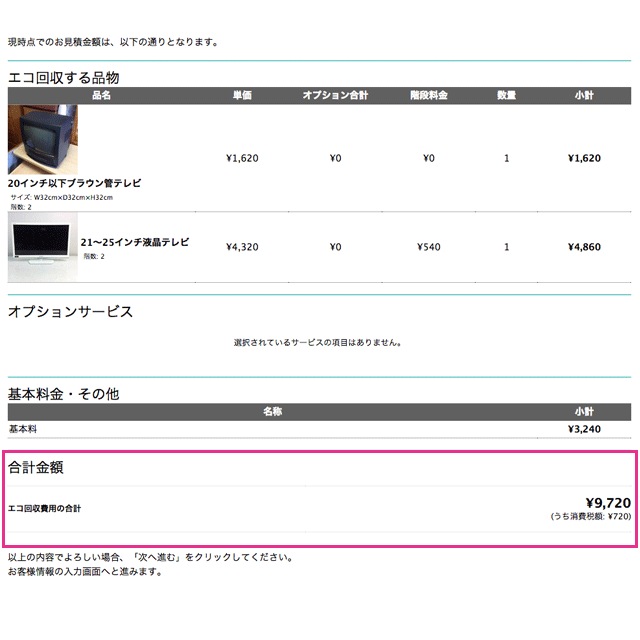 現時点でのお見積金額は、以下の通りとなります。
エコ回収する品物
品名 単価 オプション合計 階段料金 数量 小計
¥1,620 ¥0 ¥0 1 ¥1,620
20インチ以下ブラウン管テレビ
サイズ: W32cm×D32cm×H32cm
階数: 2
21〜25インチ液晶テレビ ¥4,320 ¥0 ¥540 1 ¥4,860
階数: 2
オプションサービス
選択されているサービスの項目はありません。
基本料金・その他
名称 小計
基本料 ¥3,240
合計金額
エコ回収費用の合計 ¥9,720
(うち消費税額: ¥720)
以上の内容でよろしい場合、「次へ進む」をクリックしてください。
お客様情報の入力画面へと進みます。